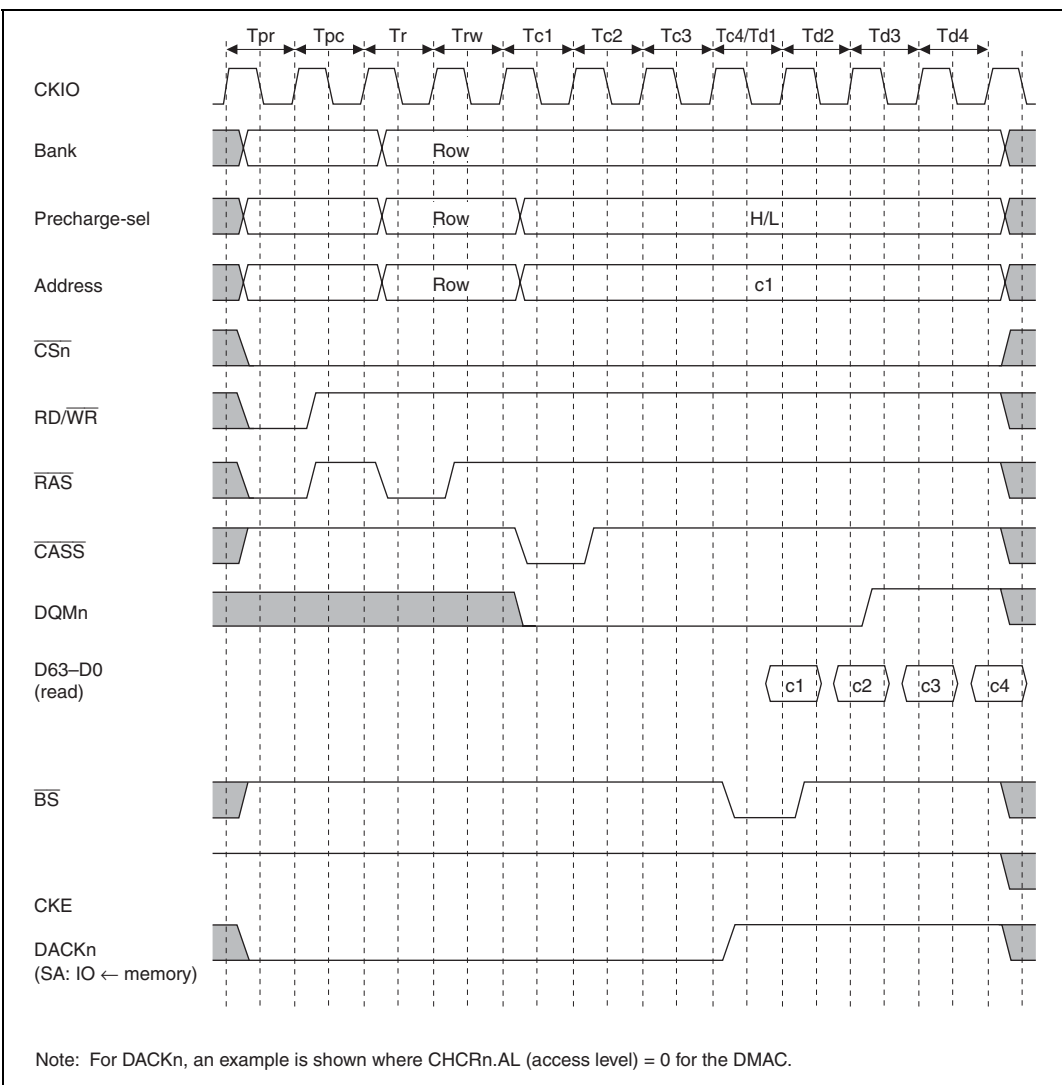 Tpr Tpc Tr Trw Tc1 Tc2 Tc3 Tc4/Td1 Td2 Td3 Td4
CKIO
Bank Row
Precharge-sel Row H/L
Address Row c1
CSn
RD/WR
RAS
CASS
DQMn
D63–D0
(read) c1 c2 c3 c4
BS
CKE
DACKn
(SA: IO ← memory)
Note: For DACKn, an example is shown where CHCRn.AL (access level) = 0 for the DMAC.